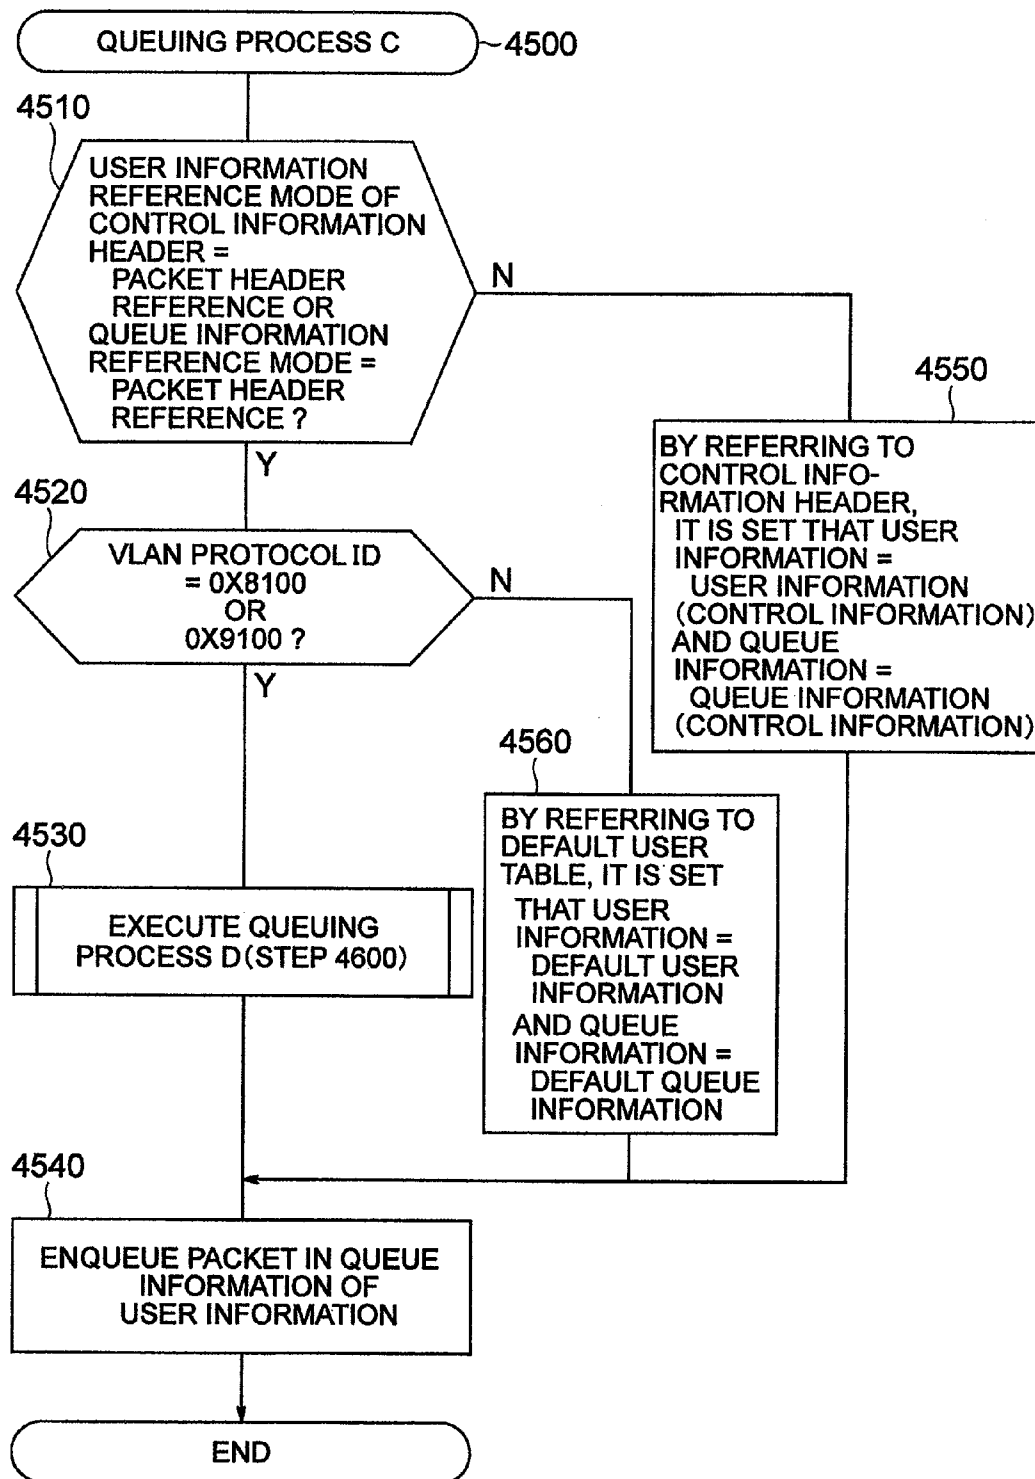 QUEUING PROCESS C
4500
4510
USER INFORMATION
REFERENCE MODE OF
CONTROL INFORMATION
HEADER =
PACKET HEADER
REFERENCE OR
QUEUE INFORMATION
REFERENCE MODE =
PACKET HEADER
REFERENCE ?
N
Y
4550
BY REFERRING TO
CONTROL INFO-
RMATION HEADER,
IT IS SET THAT USER
INFORMATION =
USER INFORMATION
(CONTROL INFORMATION)
AND QUEUE
INFORMATION =
QUEUE INFORMATION
(CONTROL INFORMATION)
4520
VLAN PROTOCOL ID
= 0X8100
OR
0X9100 ?
N
Y
4560
BY REFERRING TO
DEFAULT USER
TABLE, IT IS SET
THAT USER
INFORMATION =
DEFAULT USER
INFORMATION
AND QUEUE
INFORMATION =
DEFAULT QUEUE
INFORMATION
4530
EXECUTE QUEUING
PROCESS D(STEP 4600)
4540
ENQUEUE PACKET IN QUEUE
INFORMATION OF
USER INFORMATION
END